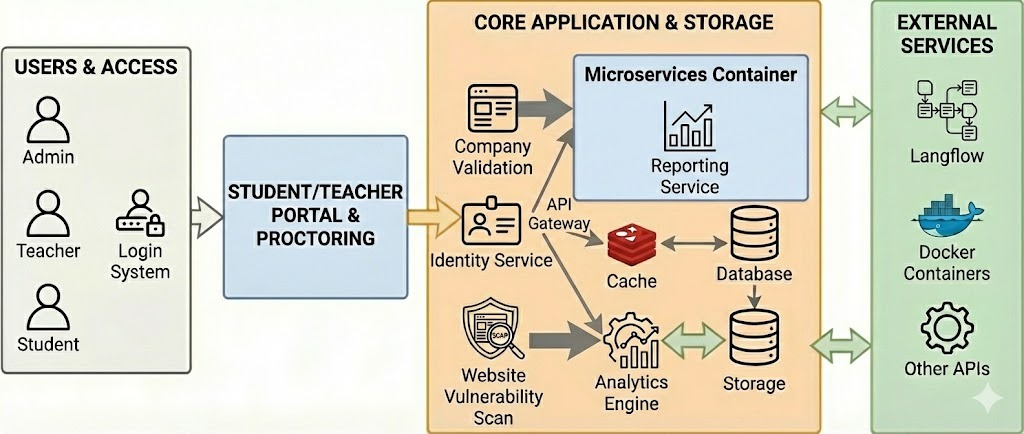 USERS & ACCESS
Admin
Teacher
Login
System
Student
STUDENT/TEACHER
PORTAL &
PROCTORING
CORE APPLICATION & STORAGE
Microservices Container
Company
Validation
Reporting
Service
API
Gateway
Identity Service
Cache
Database
SCAP
Website
Vulnerability
Scan
Analytics
Engine
Storage
EXTERNAL
SERVICES
Langflow
Docker
Containers
Other APIs